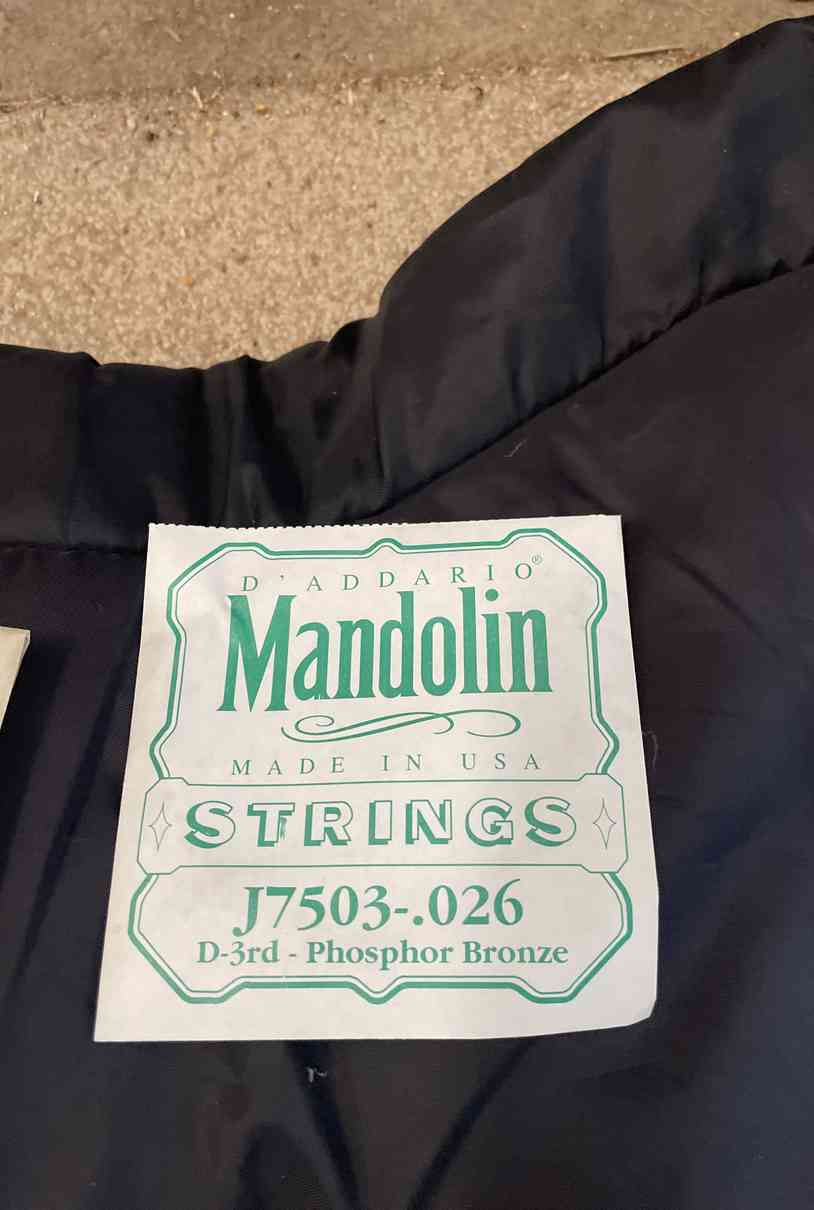 D'ADDARIO®
Mandolin
MADE IN USA
STRINGS
J7503-.026
D-3rd - Phosphor Bronze